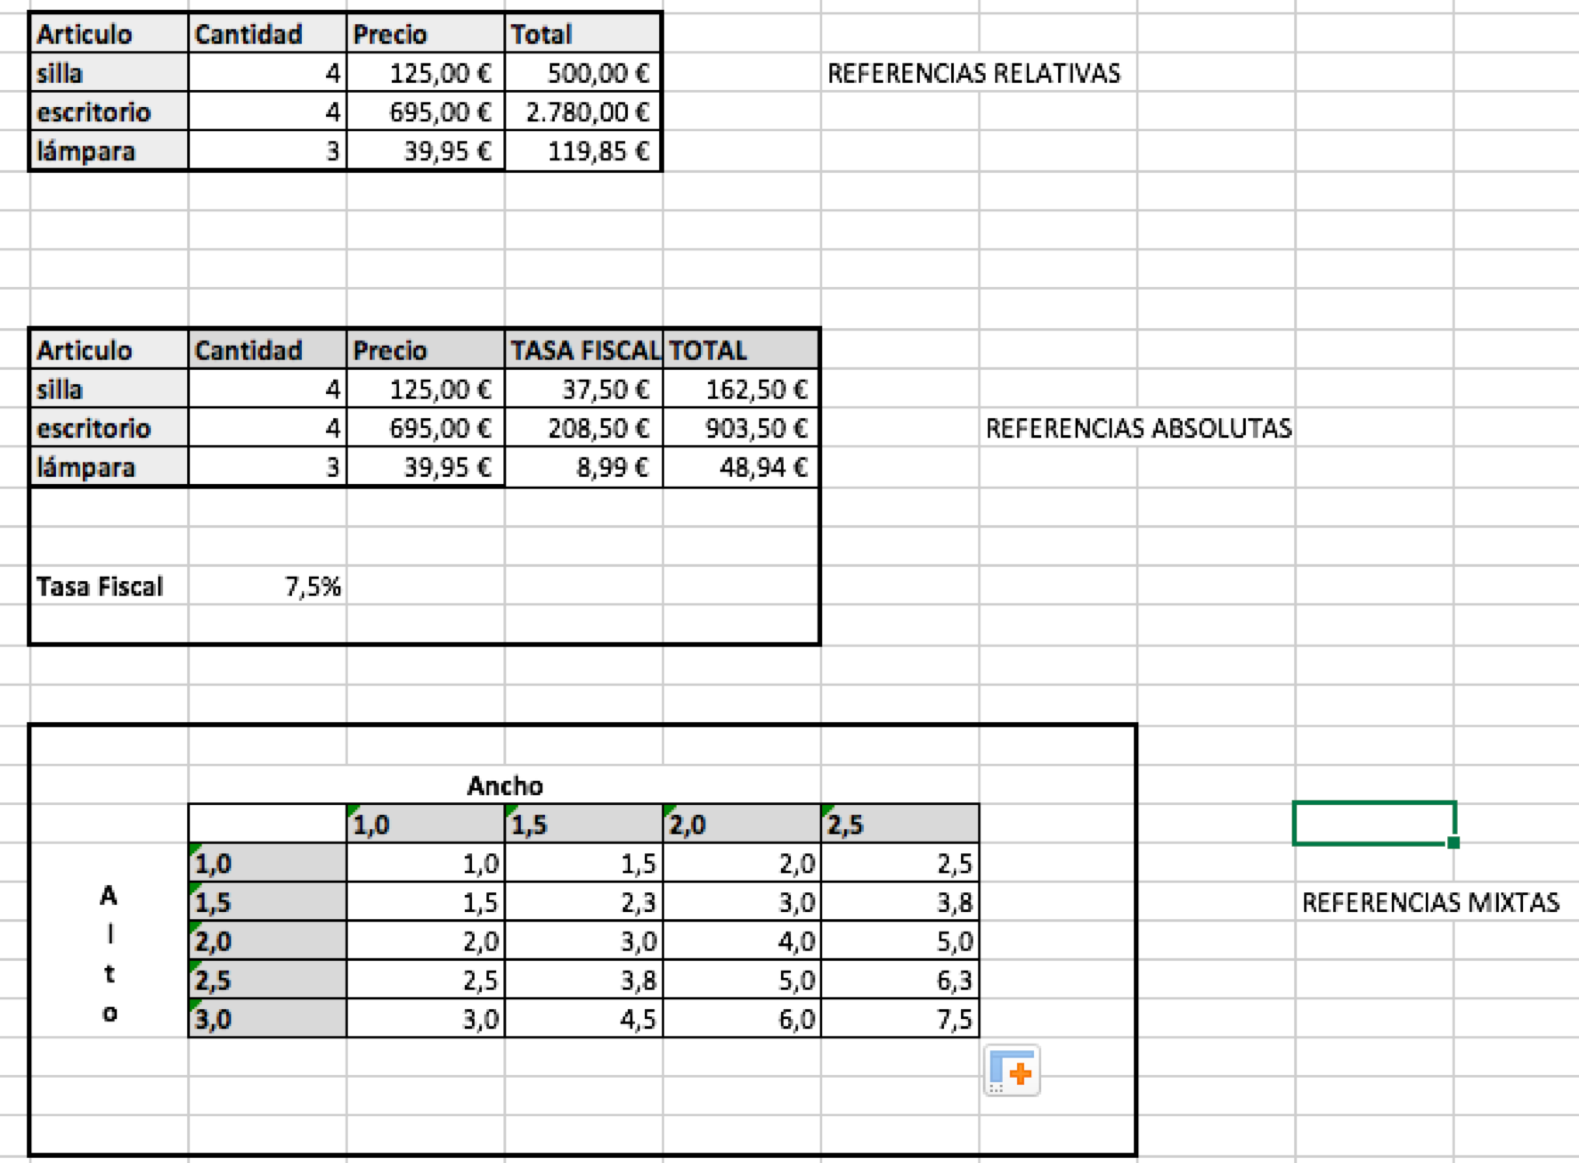 Articulo Cantidad Precio Total
silla 4 125,00 € 500,00 € REFERENCIAS RELATIVAS
escritorio 4 695,00 € 2.780,00 €
lámpara 3 39,95 € 119,85 €
Articulo Cantidad Precio TASA FISCAL TOTAL
silla 4 125,00 € 37,50 € 162,50 €
escritorio 4 695,00 € 208,50 € 903,50 € REFERENCIAS ABSOLUTAS
lámpara 3 39,95 € 8,99 € 48,94 €
Tasa Fiscal 7,5%
Ancho
1,0 1,5 2,0 2,5
1,0 1,0 1,5 2,0 2,5
A 1,5 1,5 2,3 3,0 3,8 REFERENCIAS MIXTAS
l 2,0 2,0 3,0 4,0 5,0
t 2,5 2,5 3,8 5,0 6,3
o 3,0 3,0 4,5 6,0 7,5